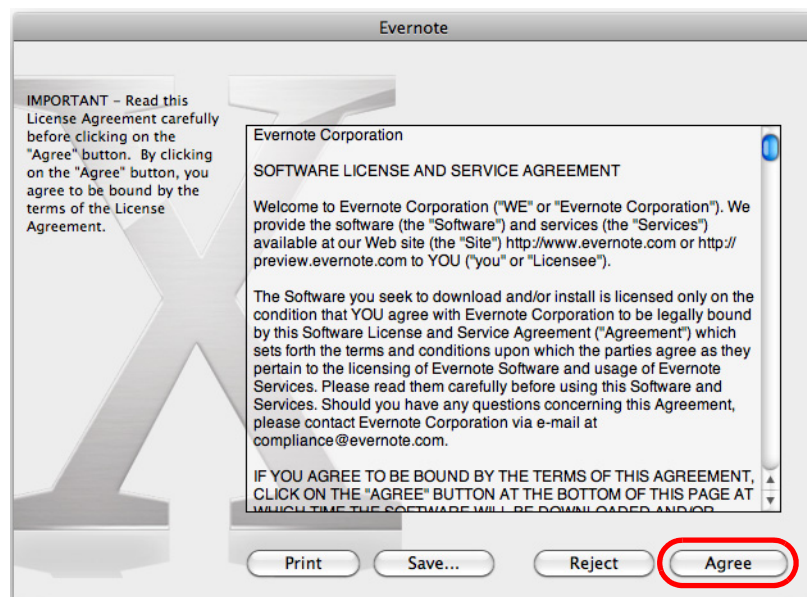 Evernote
IMPORTANT – Read this
License Agreement carefully
before clicking on the
"Agree" button.  By clicking
on the "Agree" button, you
agree to be bound by the
terms of the License
Agreement.
Evernote Corporation
SOFTWARE LICENSE AND SERVICE AGREEMENT
Welcome to Evernote Corporation ("WE" or "Evernote Corporation"). We
provide the software (the "Software") and services (the "Services")
available at our Web site (the "Site") http://www.evernote.com or http://
preview.evernote.com to YOU ("you" or "Licensee").
The Software you seek to download and/or install is licensed only on the
condition that YOU agree with Evernote Corporation to be legally bound
by this Software License and Service Agreement ("Agreement") which
sets forth the terms and conditions upon which the parties agree as they
pertain to the licensing of Evernote Software and usage of Evernote
Services. Please read them carefully before using this Software and
Services. Should you have any questions concerning this Agreement,
please contact Evernote Corporation via e-mail at
compliance@evernote.com.
IF YOU AGREE TO BE BOUND BY THE TERMS OF THIS AGREEMENT,
CLICK ON THE "AGREE" BUTTON AT THE BOTTOM OF THIS PAGE AT
WHICH TIME THE SOFTWARE WILL BE DOWNLOADED AND/OR
Print
Save...
Reject
Agree